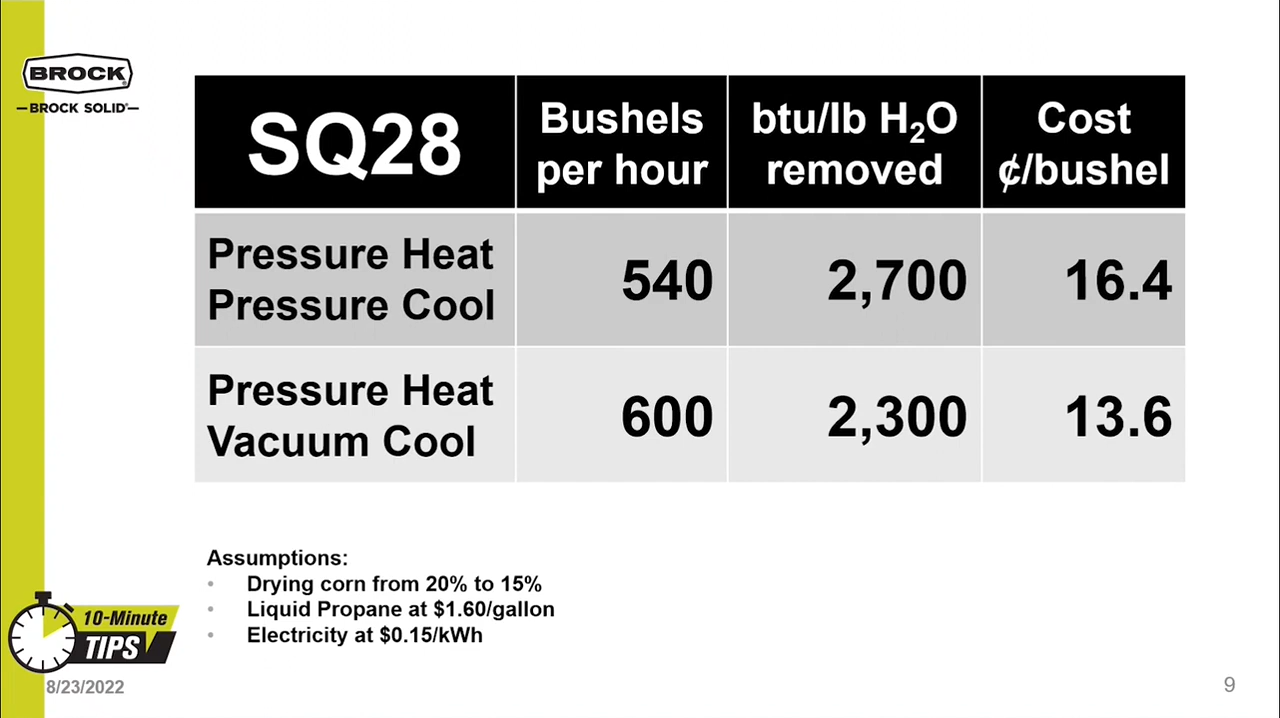 BROCK®
BROCK SOLID®
SQ28
Bushels
per hour
btu/lb H₂O
removed
Cost
¢/bushel
Pressure Heat
Pressure Cool
540
2,700
16.4
Pressure Heat
Vacuum Cool
600
2,300
13.6
Assumptions:
• Drying corn from 20% to 15%
• Liquid Propane at $1.60/gallon
• Electricity at $0.15/kWh
10-Minute
TIPS
8/23/2022
9